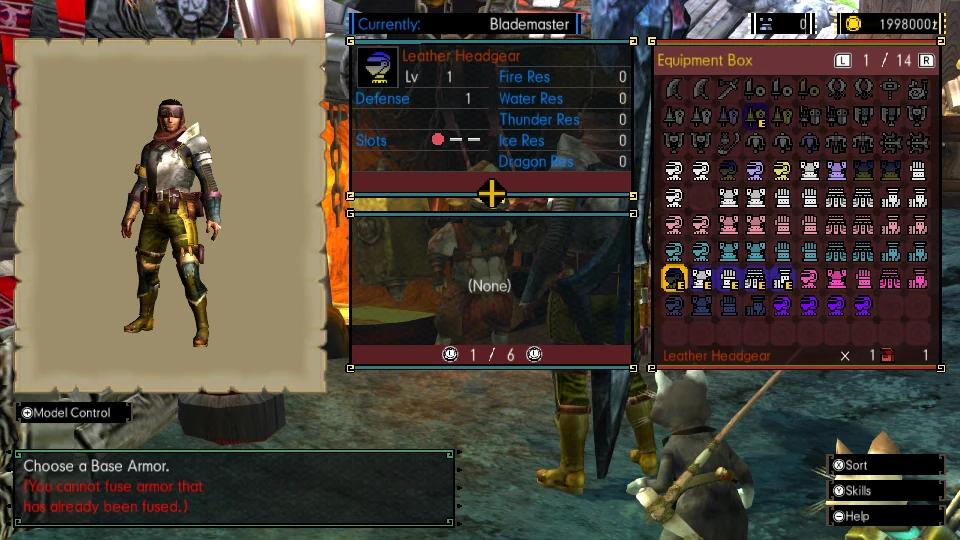 Currently: Blademaster
0
1998000z
Leather Headgear
Lv 1
Fire Res 0
Defense 1
Water Res 0
Thunder Res 0
Slots
Ice Res 0
Dragon Res 0
(None)
L 1 / 6 R
Equipment Box
L 1 / 14 R
E
E E E E E
Leather Headgear × 1 1
Model Control
Choose a Base Armor.
(You cannot fuse armor that
has already been fused.)
X Sort
Y Skills
Help